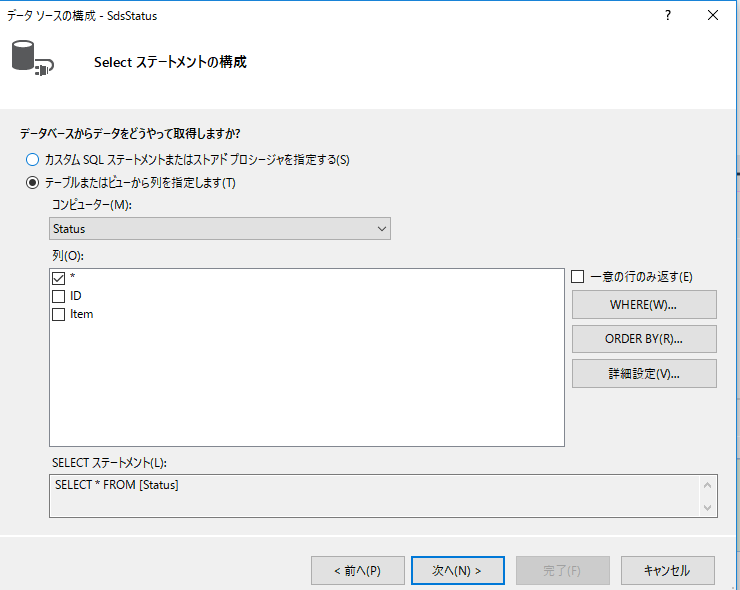 データ ソースの構成 - SdsStatus
Select ステートメントの構成
データベースからデータをどうやって取得しますか?
カスタム SQL ステートメントまたはストアド プロシージャを指定する(S)
テーブルまたはビューから列を指定します(T)
コンピューター(M):
Status
列(O):
*
ID
Item
一意の行のみ返す(E)
WHERE(W)...
ORDER BY(R)...
詳細設定(V)...
SELECT ステートメント(L):
SELECT * FROM [Status]
< 前へ(P)
次へ(N) >
完了(F)
キャンセル